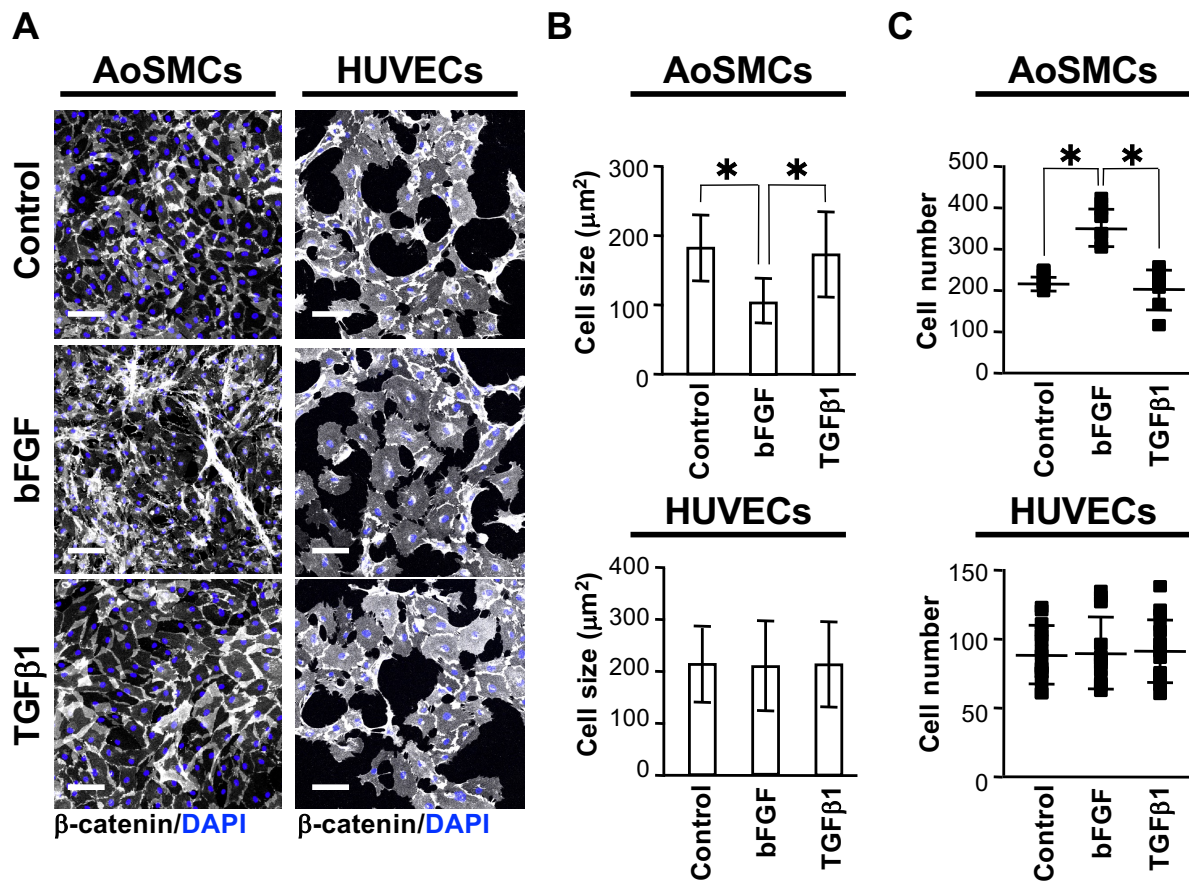 A
AoSMCs
HUVECs
Control
bFGF
TGFβ1
β-catenin/DAPI
β-catenin/DAPI
B
AoSMCs
Cell size (μm²)
300
200
100
0
*
*
Control
bFGF
TGFβ1
HUVECs
Cell size (μm²)
400
300
200
100
0
Control
bFGF
TGFβ1
C
AoSMCs
Cell number
500
400
300
200
100
0
*
*
Control
bFGF
TGFβ1
HUVECs
Cell number
150
100
50
0
Control
bFGF
TGFβ1